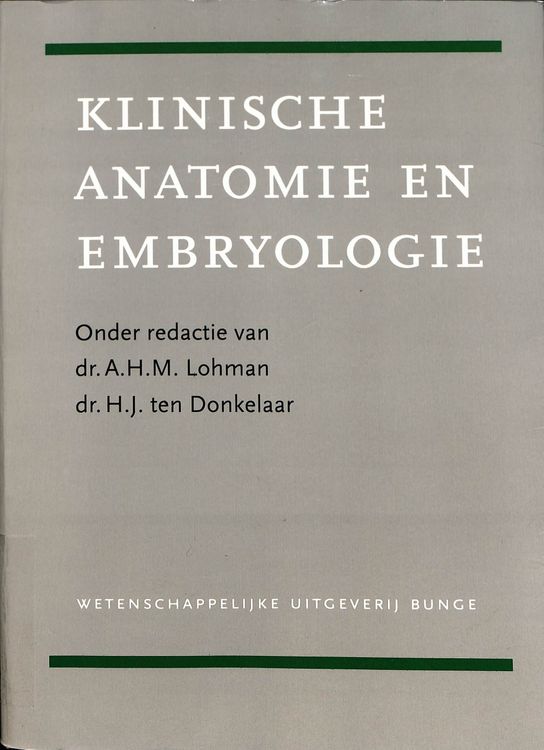 KLINISCHE
ANATOMIE EN
EMBRYOLOGIE
Onder redactie van
dr. A.H.M. Lohman
dr. H.J. ten Donkelaar
WETENSCHAPPELIJKE UITGEVERIJ BUNGE